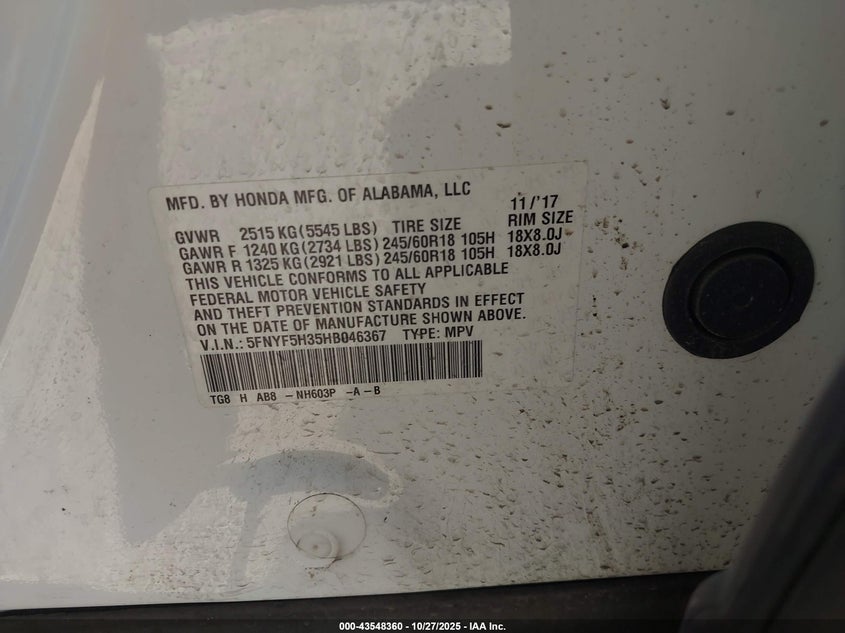 MFD. BY HONDA MFG. OF ALABAMA, LLC 11/'17
GVWR 2515 KG(5545 LBS) TIRE SIZE RIM SIZE
GAWR F 1240 KG(2734 LBS) 245/60R18 105H 18X8.0J
GAWR R 1325 KG(2921 LBS) 245/60R18 105H 18X8.0J
THIS VEHICLE CONFORMS TO ALL APPLICABLE
FEDERAL MOTOR VEHICLE SAFETY
AND THEFT PREVENTION STANDARDS IN EFFECT
ON THE DATE OF MANUFACTURE SHOWN ABOVE.
V.I.N.: 5FNYF5H35HB046367 TYPE: MPV
TG8 H AB8 -NH603P -A -B
000-43548360 - 10/27/2025 - IAA Inc.